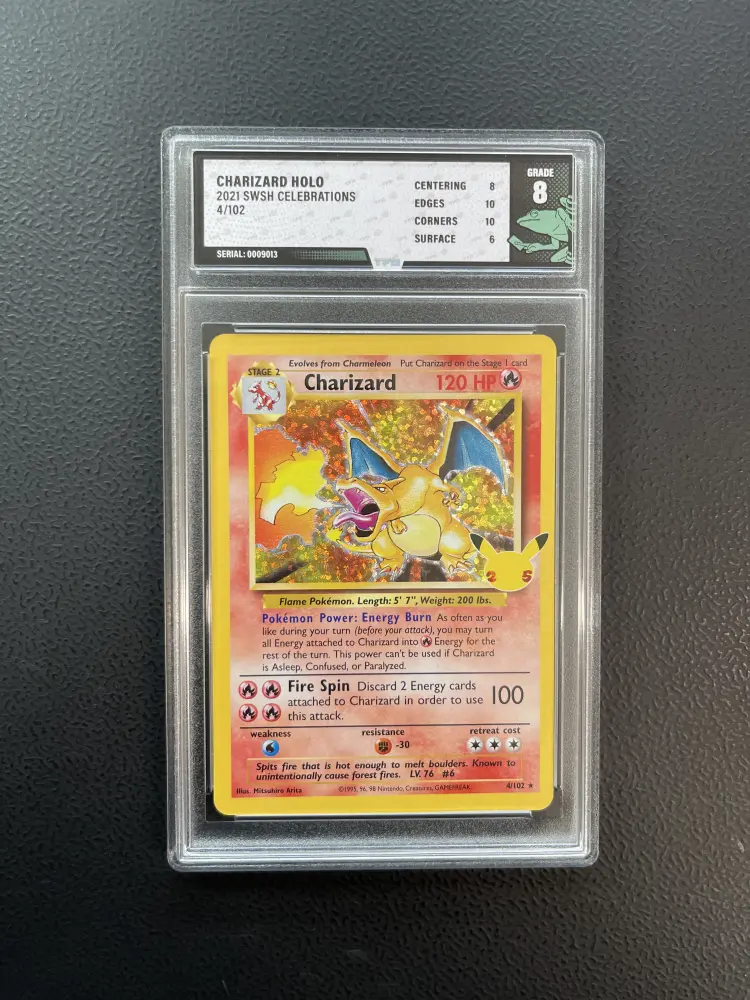 CHARIZARD HOLO
2021 SWSH CELEBRATIONS
4/102
SERIAL: 0009013
CENTERING 8
EDGES 10
CORNERS 10
SURFACE 6
GRADE
8
Evolves from Charmeleon Put Charizard on the Stage 1 card
STAGE 2
Charizard 120 HP
25
Flame Pokémon. Length: 5' 7", Weight: 200 lbs.
Pokémon Power: Energy Burn As often as you
like during your turn (before your attack), you may turn
all Energy attached to Charizard into Energy for the
rest of the turn. This power can't be used if Charizard
is Asleep, Confused, or Paralyzed.
Fire Spin Discard 2 Energy cards
attached to Charizard in order to use 100
this attack.
weakness resistance retreat cost
-30
Spits fire that is hot enough to melt boulders. Known to
unintentionally cause forest fires. LV. 76 #6
Illus. Mitsuhiro Arita ©1995, 96, 98 Nintendo, Creatures, GAMEFREAK. 4/102 ★